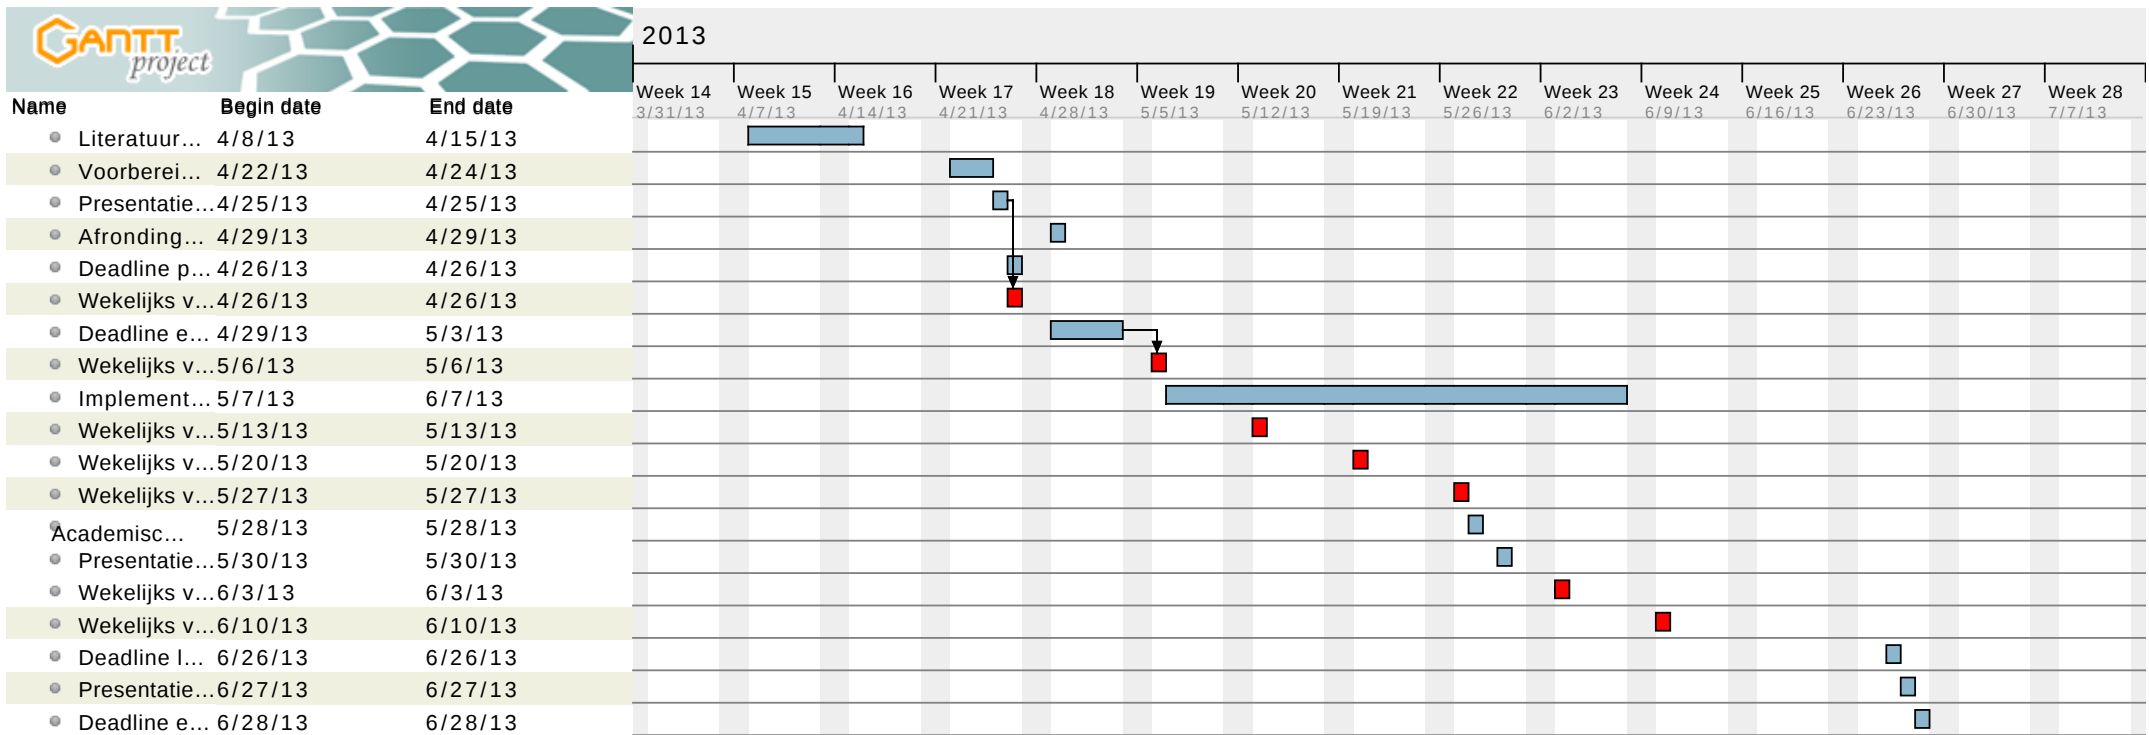 GANTT
project
2013
Week 14 Week 15 Week 16 Week 17 Week 18 Week 19 Week 20 Week 21 Week 22 Week 23 Week 24 Week 25 Week 26 Week 27 Week 28
3/31/13 4/7/13 4/14/13 4/21/13 4/28/13 5/5/13 5/12/13 5/19/13 5/26/13 6/2/13 6/9/13 6/16/13 6/23/13 6/30/13 7/7/13
Name Begin date End date
Literatuur... 4/8/13 4/15/13
Voorberei... 4/22/13 4/24/13
Presentatie... 4/25/13 4/25/13
Afronding... 4/29/13 4/29/13
Deadline p... 4/26/13 4/26/13
Wekelijks v... 4/26/13 4/26/13
Deadline e... 4/29/13 5/3/13
Wekelijks v... 5/6/13 5/6/13
Implement... 5/7/13 6/7/13
Wekelijks v... 5/13/13 5/13/13
Wekelijks v... 5/20/13 5/20/13
Wekelijks v... 5/27/13 5/27/13
Academisc... 5/28/13 5/28/13
Presentatie... 5/30/13 5/30/13
Wekelijks v... 6/3/13 6/3/13
Wekelijks v... 6/10/13 6/10/13
Deadline l... 6/26/13 6/26/13
Presentatie... 6/27/13 6/27/13
Deadline e... 6/28/13 6/28/13